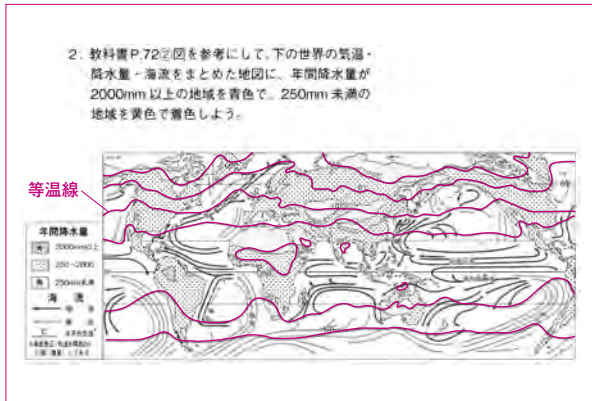 2. 教科書P.72②図を参考にして、下の世界の気温・
降水量・海流をまとめた地図に、年間降水量が
2000mm以上の地域を青色で、250mm未満の
地域を黄色で着色しよう。
等温線
年間降水量
青 2000mm以上
250~2000
黄 250mm未満
海流